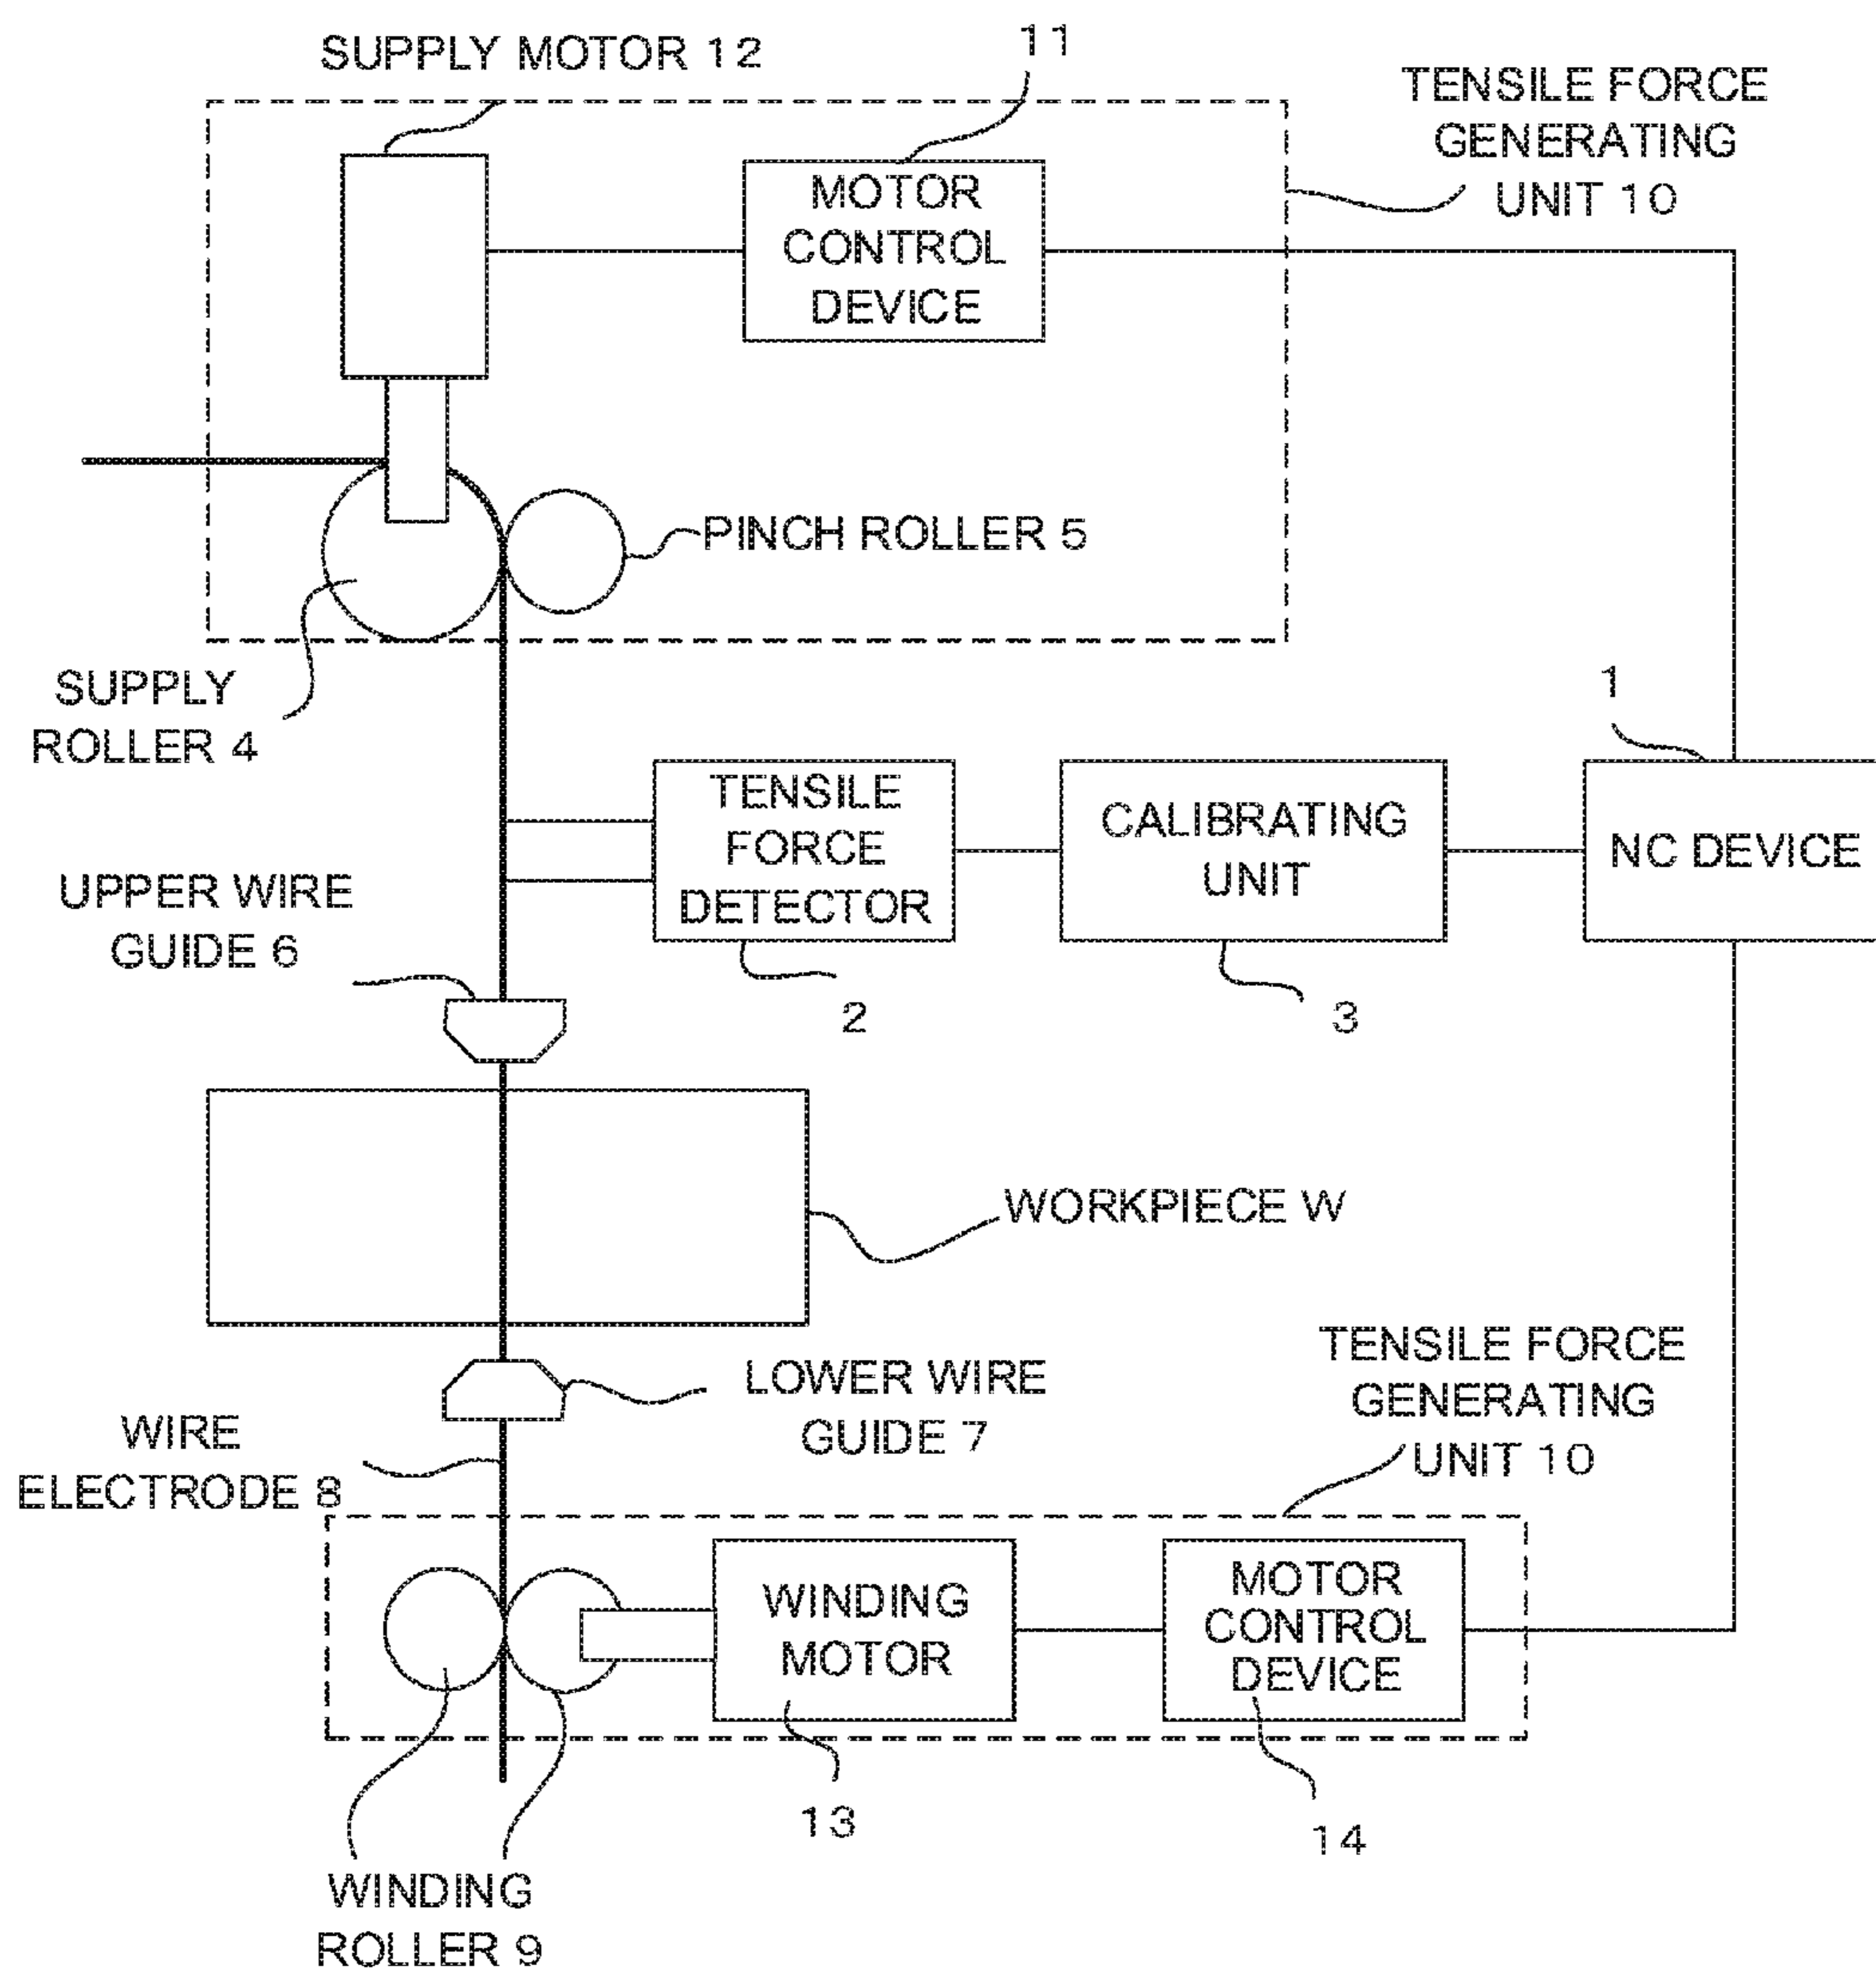 SUPPLY MOTOR 12
11
TENSILE FORCE
GENERATING
UNIT 10
MOTOR
CONTROL
DEVICE
PINCH ROLLER 5
SUPPLY
ROLLER 4
1
TENSILE
FORCE
DETECTOR
CALIBRATING
UNIT
NC DEVICE
UPPER WIRE
GUIDE 6
2
3
WORKPIECE W
LOWER WIRE
GUIDE 7
TENSILE FORCE
GENERATING
UNIT 10
WIRE
ELECTRODE 8
WINDING
MOTOR
MOTOR
CONTROL
DEVICE
13
14
WINDING
ROLLER 9